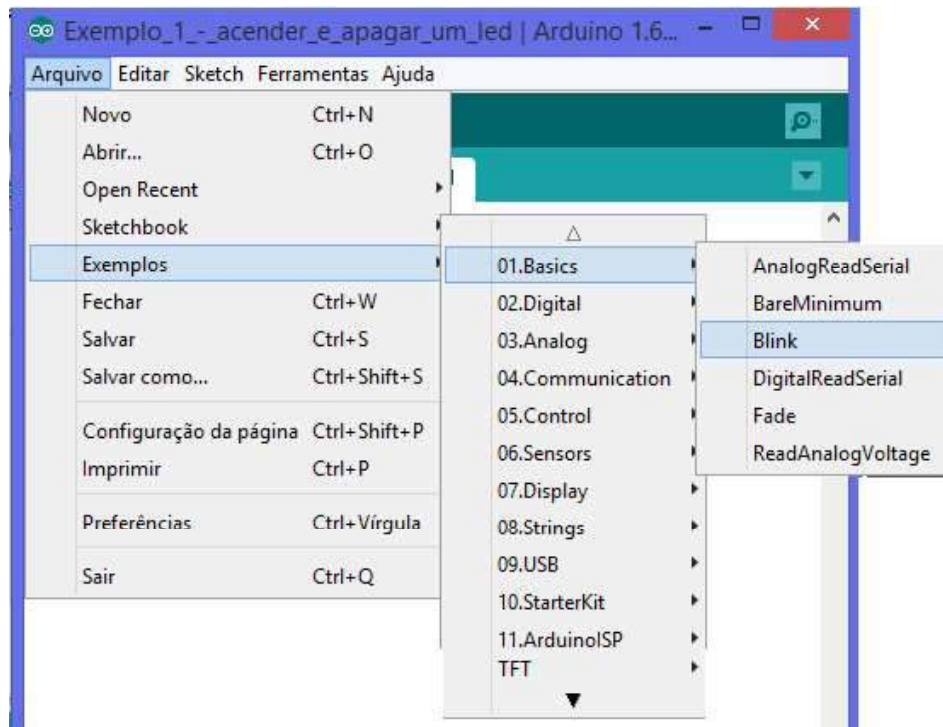 Exemplo_1_-_acender_e_apagar_um_led | Arduino 1.6...
Arquivo Editar Sketch Ferramentas Ajuda
Novo Ctrl+N
Abrir... Ctrl+O
Open Recent
Sketchbook
Exemplos
Fechar Ctrl+W
Salvar Ctrl+S
Salvar como... Ctrl+Shift+S
Configuração da página Ctrl+Shift+P
Imprimir Ctrl+P
Preferências Ctrl+Vírgula
Sair Ctrl+Q
01.Basics
02.Digital
03.Analog
04.Communication
05.Control
06.Sensors
07.Display
08.Strings
09.USB
10.StarterKit
11.ArduinoISP
TFT
AnalogReadSerial
BareMinimum
Blink
DigitalReadSerial
Fade
ReadAnalogVoltage